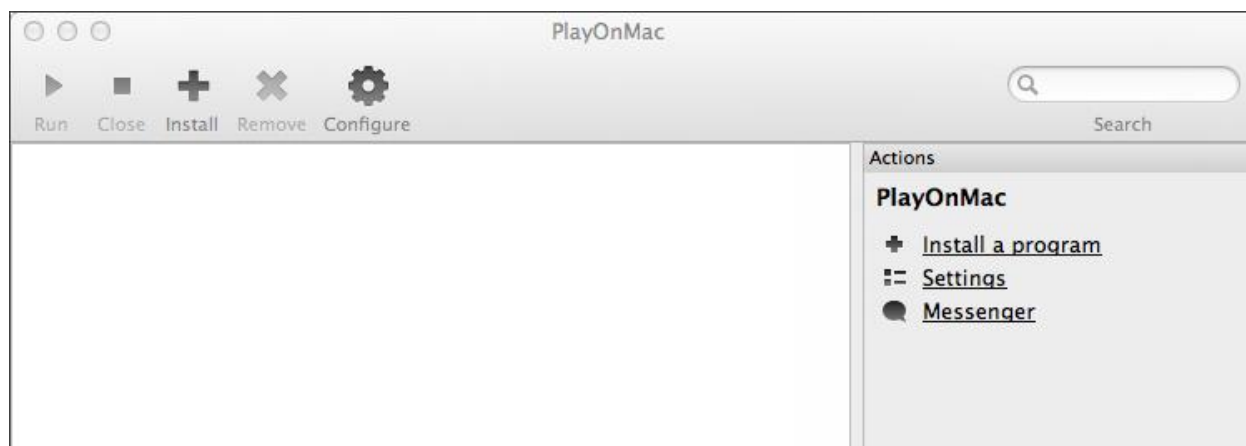 PlayOnMac
Run Close Install Remove Configure
Search
Actions
PlayOnMac
Install a program
Settings
Messenger